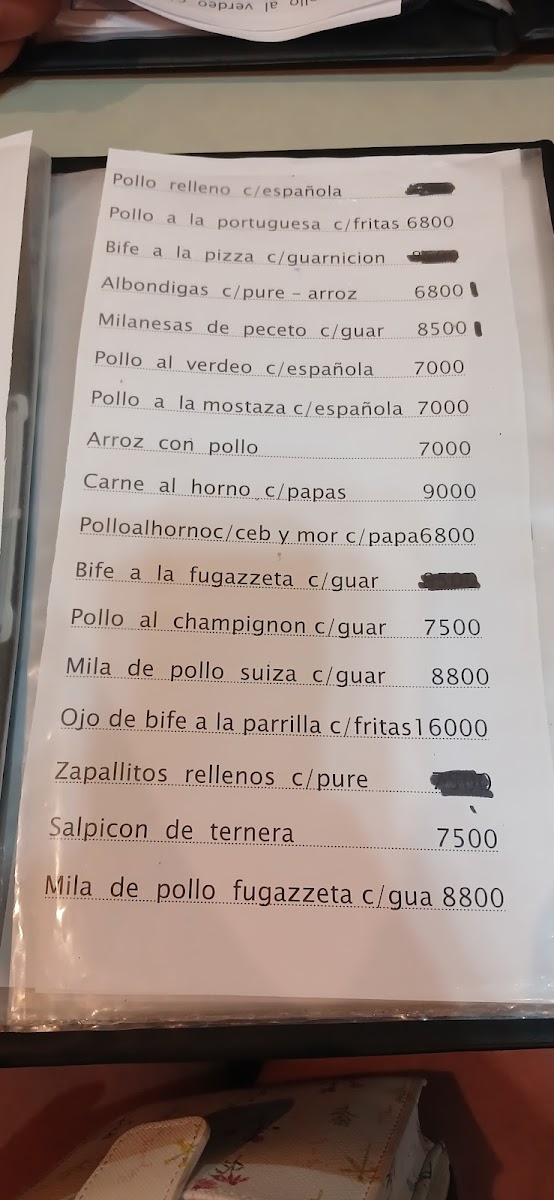 Pollo relleno c/española
Pollo a la portuguesa c/fritas 6800
Bife a la pizza c/guarnicion
Albondigas c/pure - arroz 6800
Milanesas de peceto c/guar 8500
Pollo al verdeo c/española 7000
Pollo a la mostaza c/española 7000
Arroz con pollo 7000
Carne al horno c/papas 9000
Polloalhornoc/ceb y mor c/papa6800
Bife a la fugazzeta c/guar
Pollo al champignon c/guar 7500
Mila de pollo suiza c/guar 8800
Ojo de bife a la parrilla c/fritas16000
Zapallitos rellenos c/pure
Salpicon de ternera 7500
Mila de pollo fugazzeta c/gua 8800